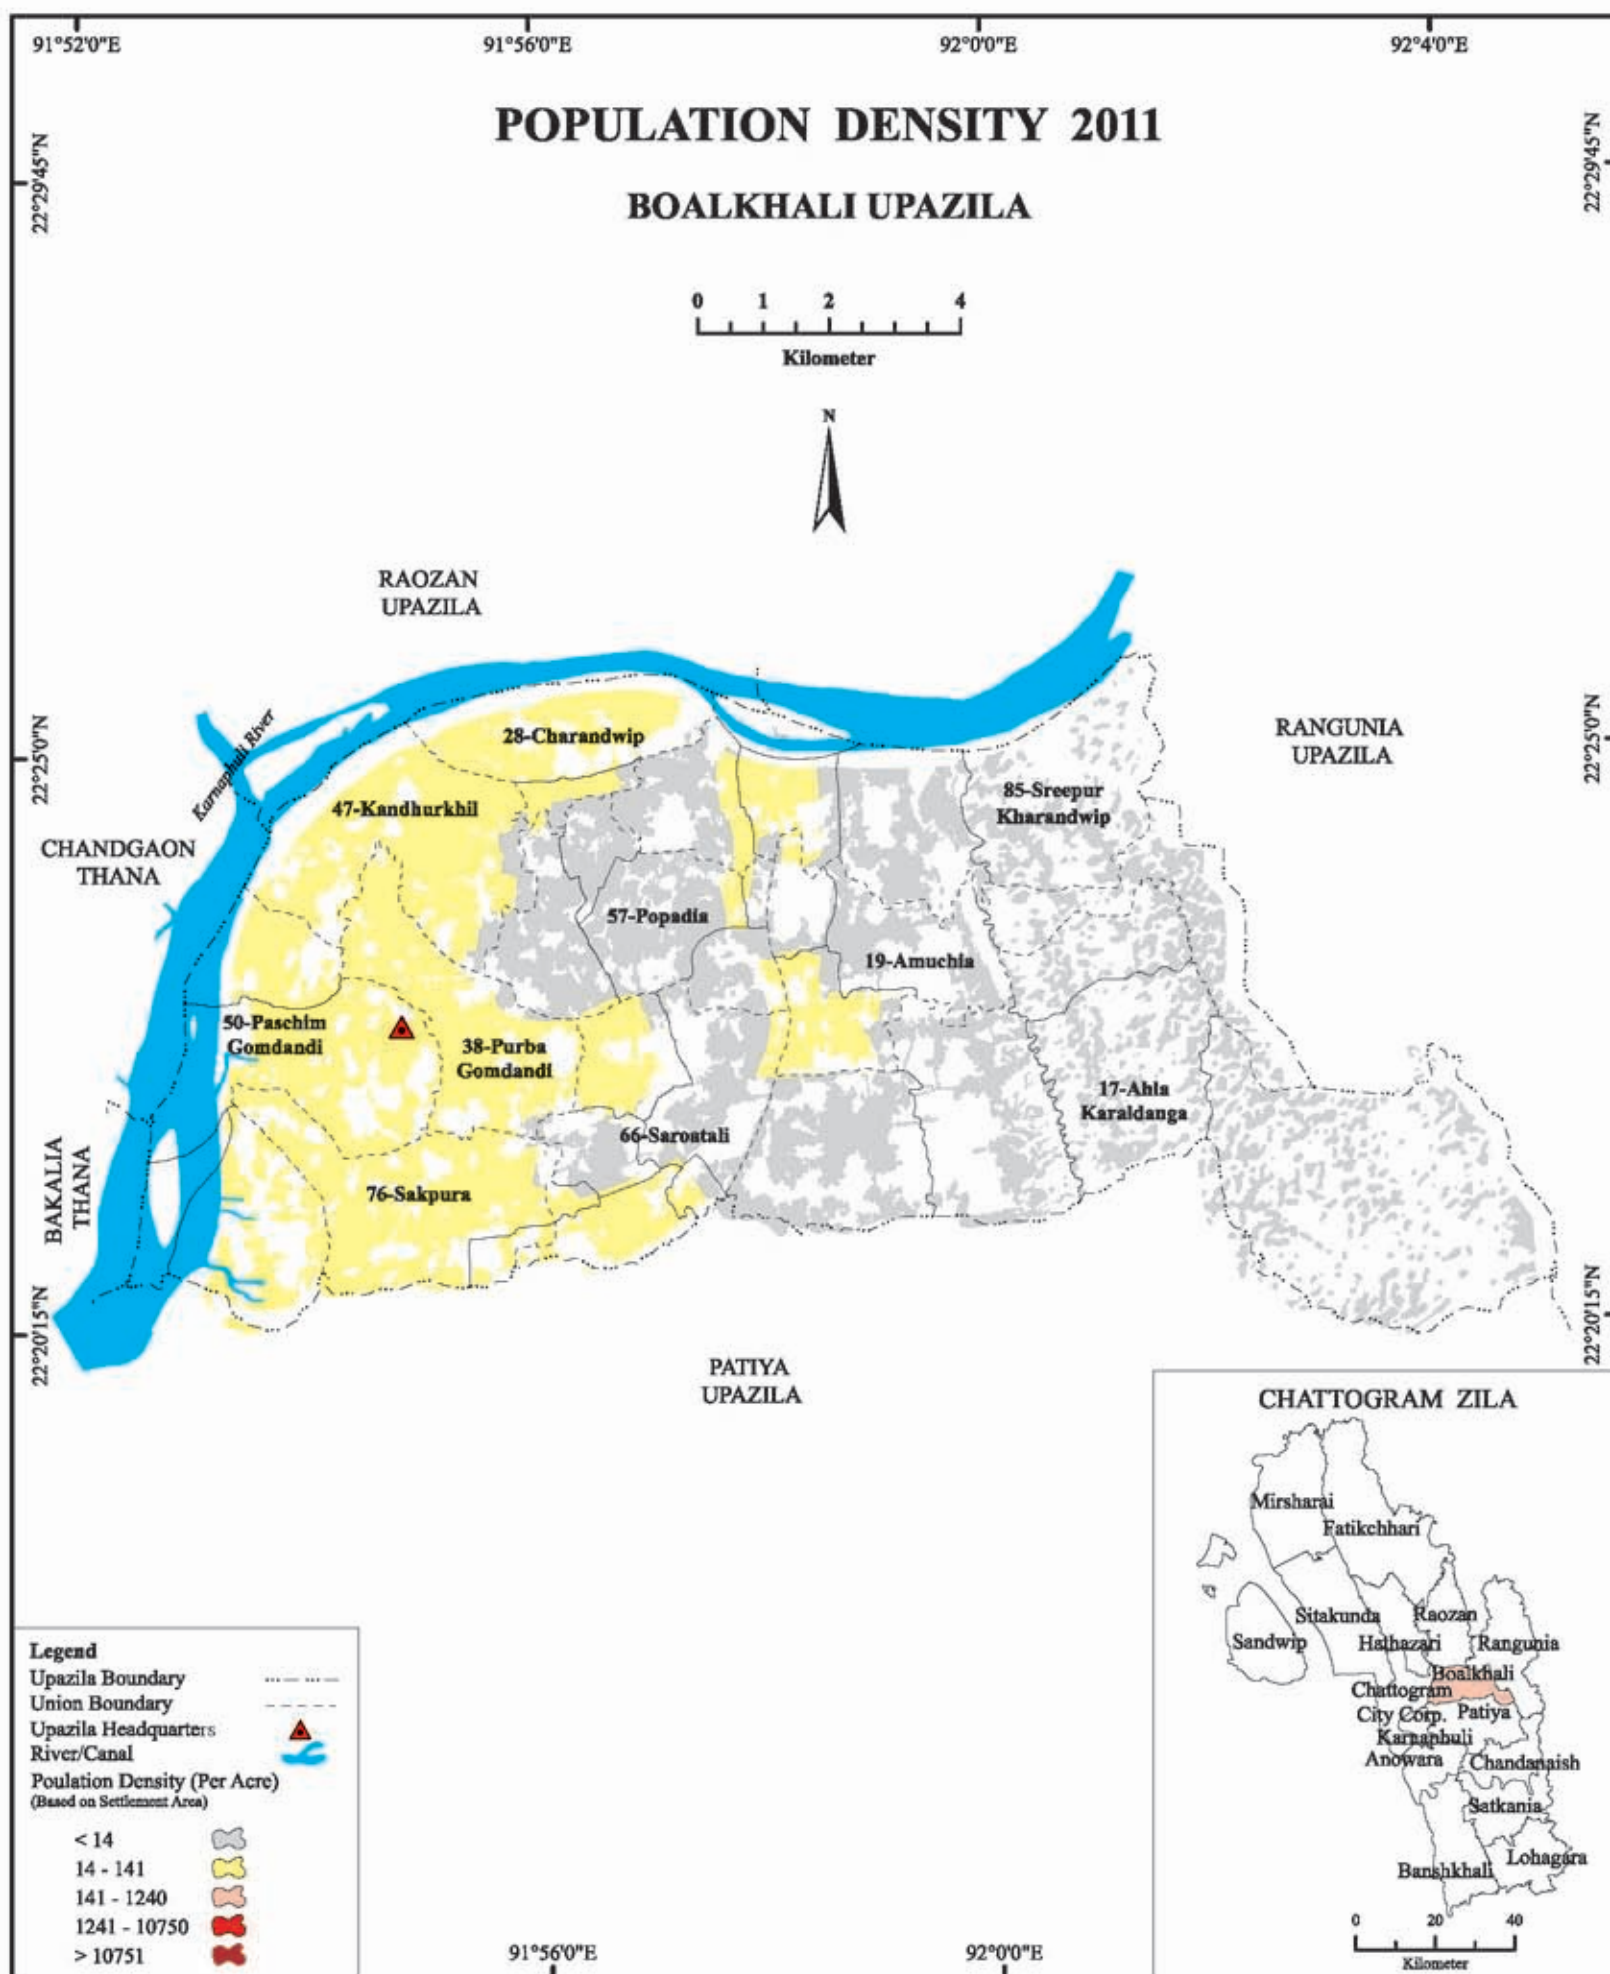 91°52'0"E
91°56'0"E
92°0'0"E
92°4'0"E
22°29'45"N
22°29'45"N
POPULATION DENSITY 2011
BOALKHALI UPAZILA
0 1 2 4
Kilometer
N
RAOZAN
UPAZILA
RANGUNIA
UPAZILA
22°25'0"N
22°25'0"N
Karnaphuli River
28-Charandwip
47-Kandhurkhil
85-Sreepur
Kharandwip
CHANDGAON
THANA
57-Popadia
19-Amuchia
50-Paschim
Gomdandi
38-Purba
Gomdandi
17-Ahla
Karaldanga
66-Saroatali
76-Sakpura
BAKALIA
THANA
22°20'15"N
22°20'15"N
PATIYA
UPAZILA
CHATTOGRAM ZILA
Mirsharai
Fatikchhari
Sitakunda
Raozan
Sandwip
Hathazari
Rangunia
Boalkhali
Chattogram
City Corp.
Patiya
Karnaphuli
Anowara
Chandanaish
Satkania
Banshkhali
Lohagara
0 20 40
Kilometer
Legend
Upazila Boundary
Union Boundary
Upazila Headquarters
River/Canal
Poulation Density (Per Acre)
(Based on Settlement Area)
< 14
14 - 141
141 - 1240
1241 - 10750
> 10751
91°56'0"E
92°0'0"E